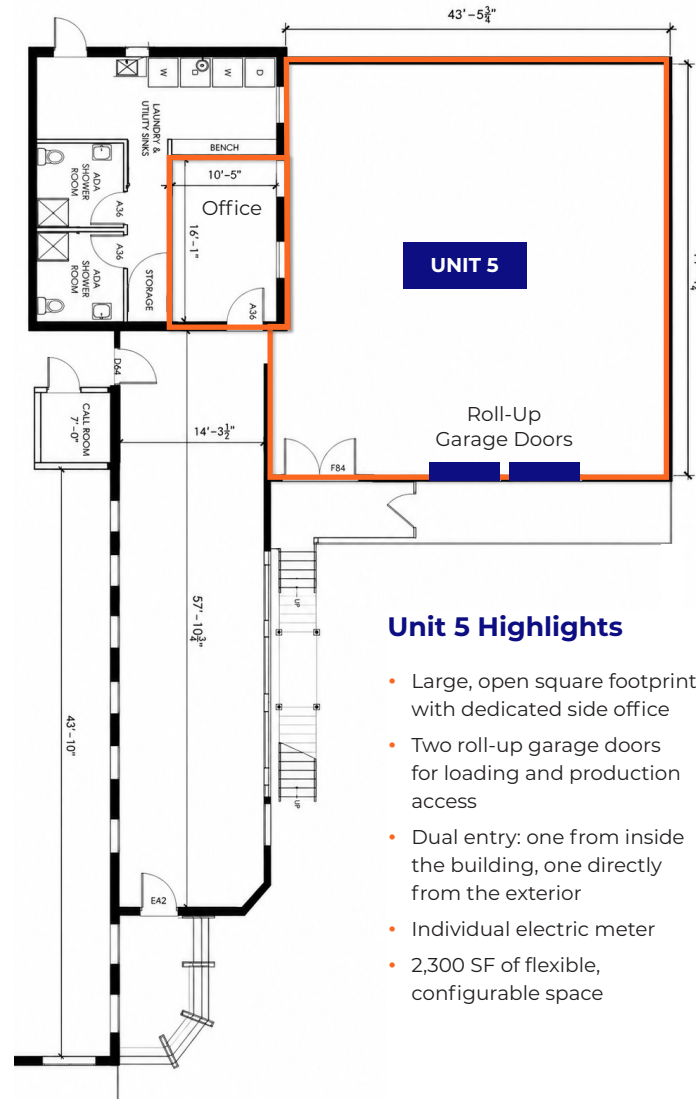 43'-5¾"
W
D
W
D
LAUNDRY &
UTILITY SINKS
BENCH
10'-5"
Office
16'-1"
ADA
SHOWER
ROOM
A36
A36
ADA
SHOWER
ROOM
STORAGE
A36
UNIT 5
Roll-Up
Garage Doors
F84
D64
CALL ROOM
7'-0"
14'-3½"
57'-10¾"
43'-10"
UP
UP
EA2
Unit 5 Highlights
• Large, open square footprint
with dedicated side office
• Two roll-up garage doors
for loading and production
access
• Dual entry: one from inside
the building, one directly
from the exterior
• Individual electric meter
• 2,300 SF of flexible,
configurable space